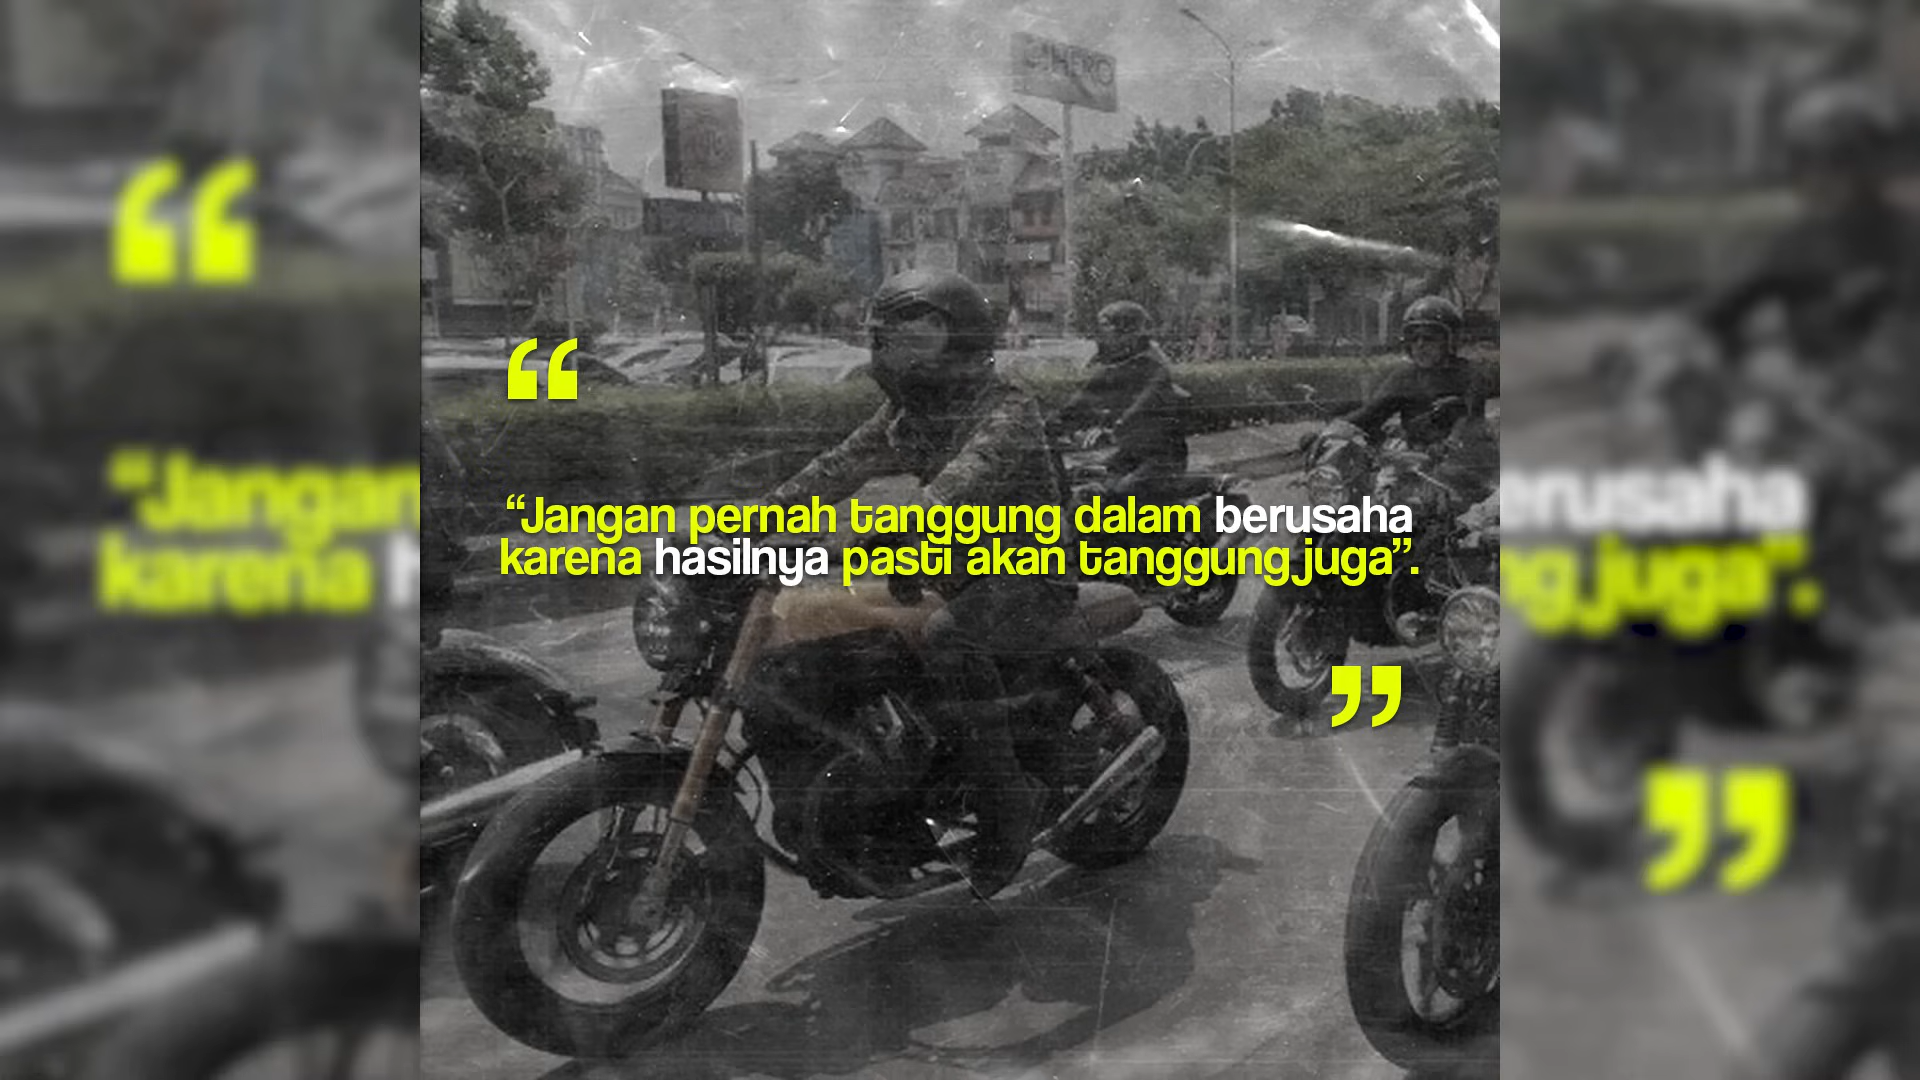 “
“Jangan pernah tanggung dalam berusaha
karena hasilnya pasti akan tanggung juga”.
”